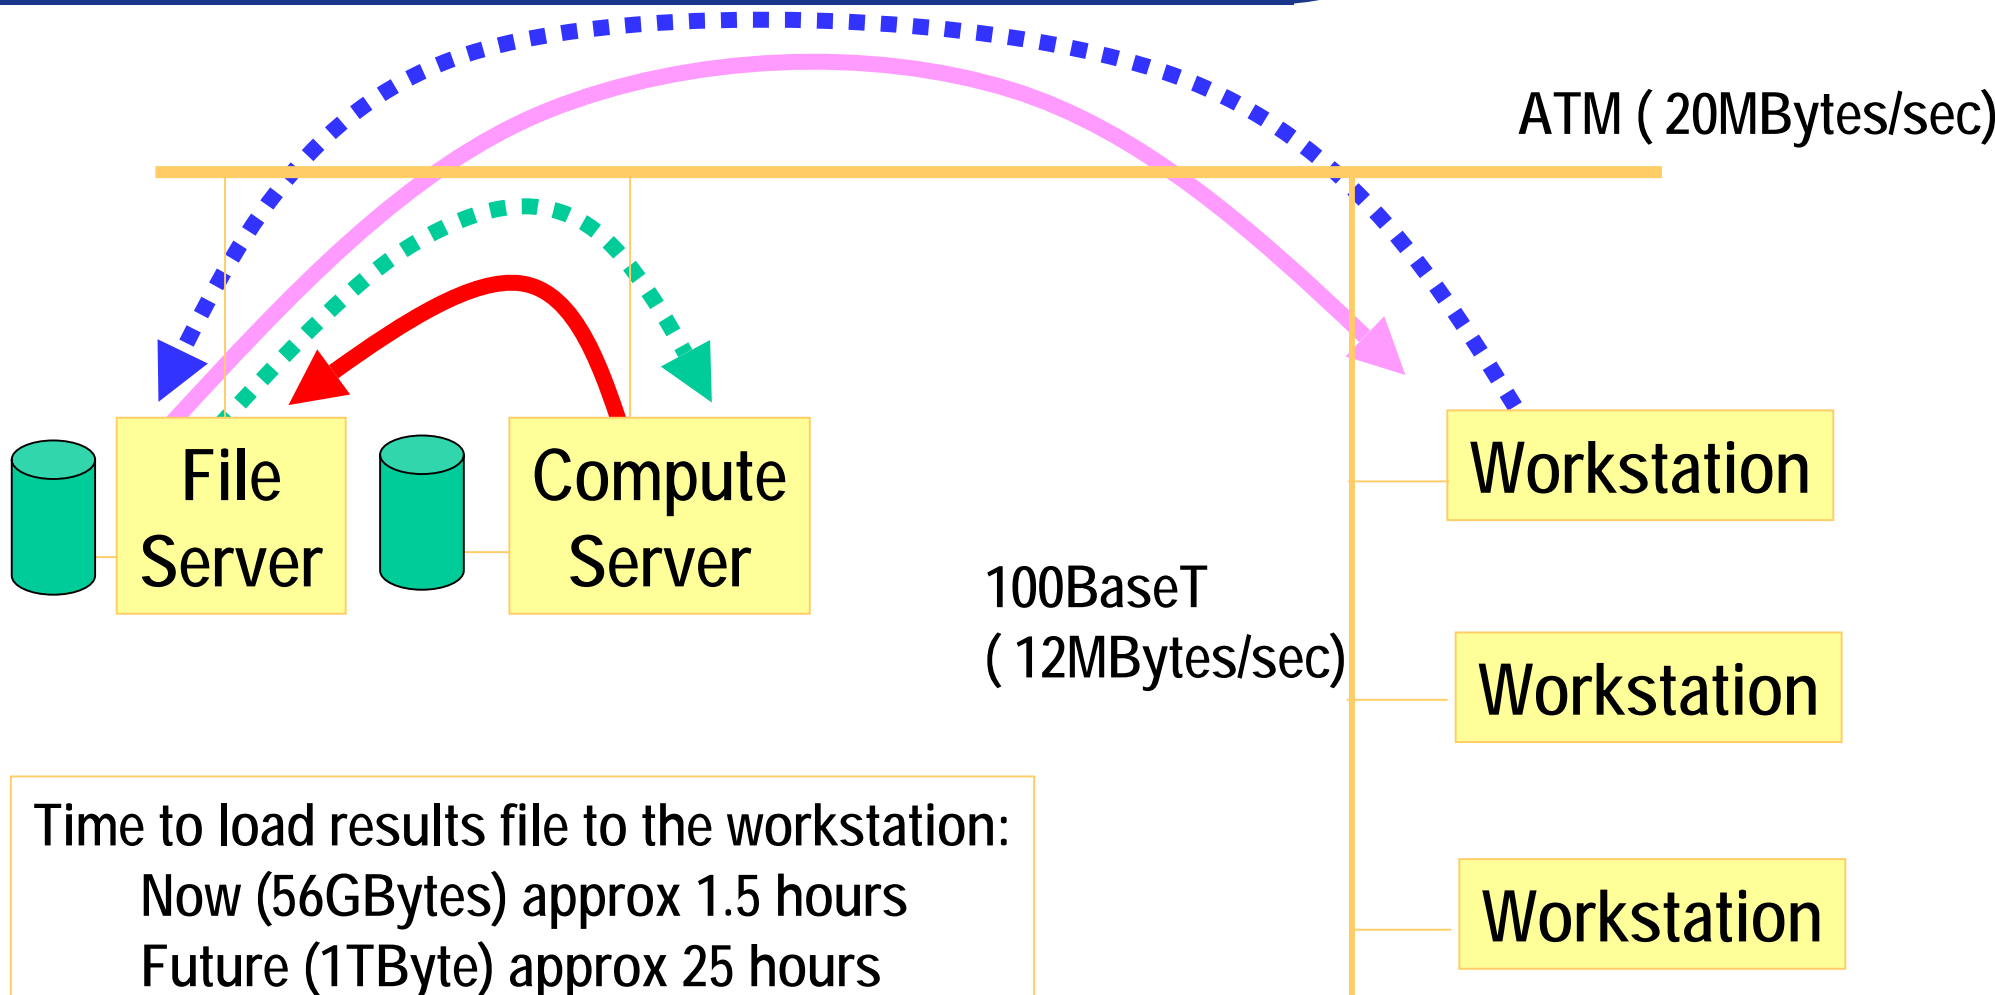 ATM ( 20MBytes/sec)
File
Server
Compute
Server
Workstation
100BaseT
( 12MBytes/sec)
Workstation
Time to load results file to the workstation:
Now (56GBytes) approx 1.5 hours
Future (1TByte) approx 25 hours
Workstation